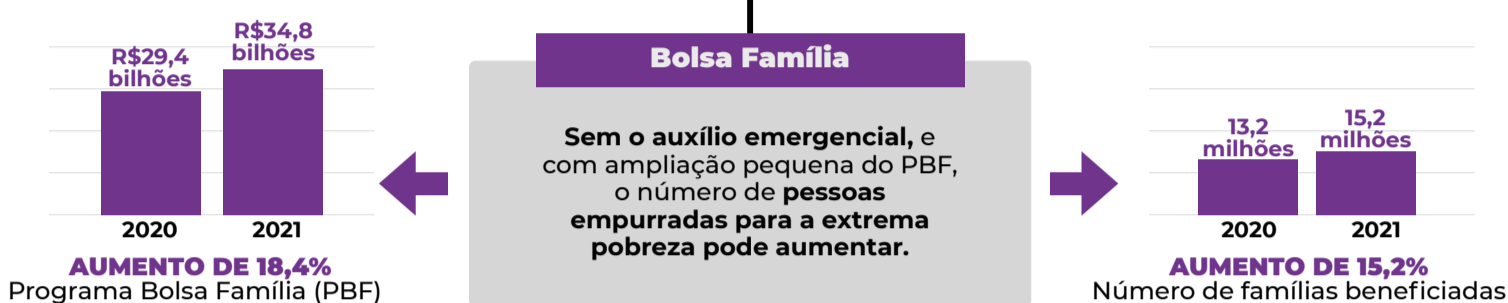 R$29,4
bilhões
R$34,8
bilhões
2020
2021
AUMENTO DE 18,4%
Programa Bolsa Família (PBF)
Bolsa Família
Sem o auxílio emergencial, e
com ampliação pequena do PBF,
o número de pessoas
empurradas para a extrema
pobreza pode aumentar.
13,2
milhões
15,2
milhões
2020
2021
AUMENTO DE 15,2%
Número de famílias beneficiadas